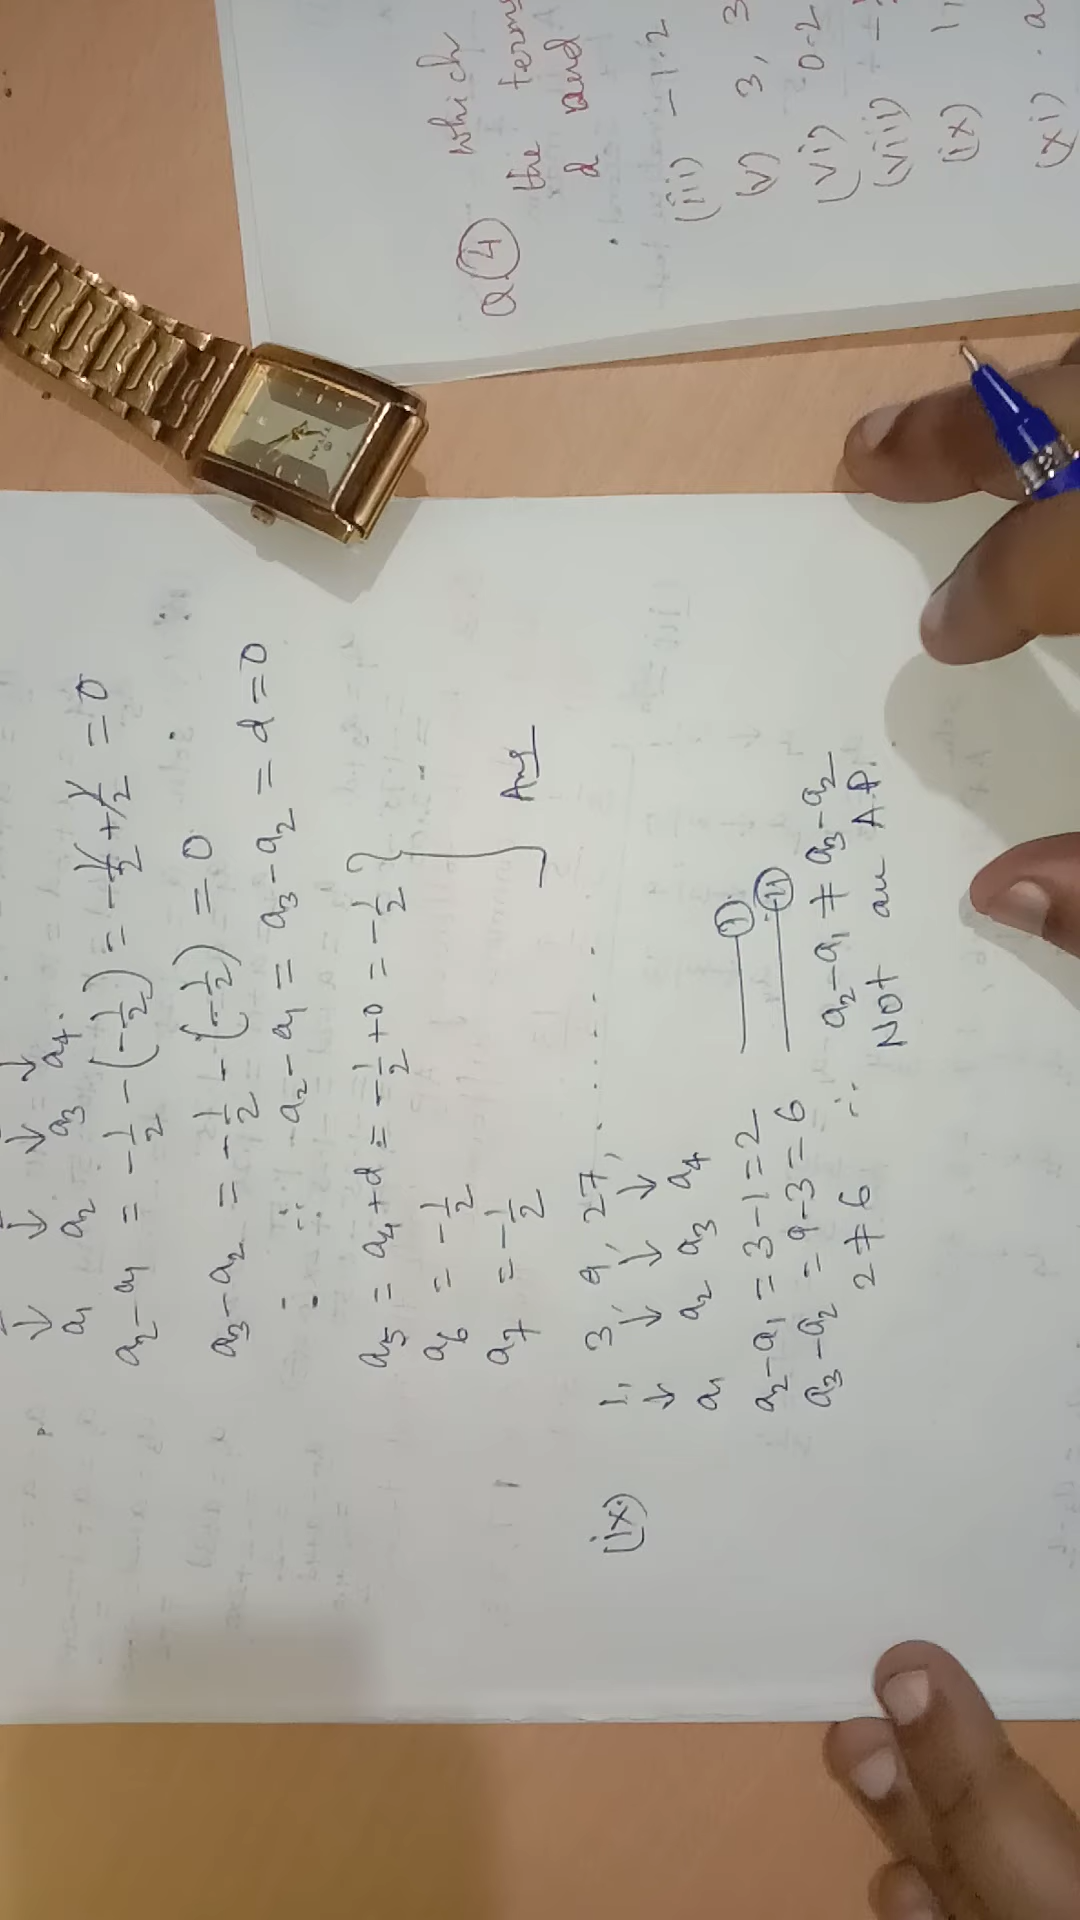 a₁ a₂ a₃ a₄.
a₂-a₁ = -1/2 - (-1/2) = -1/2 + 1/2 = 0
a₃-a₂ = -1/2 - (-1/2) = 0
∴ a₂-a₁ = a₃-a₂ = d = 0
a₅ = a₄+d = -1/2 + 0 = -1/2
a₆ = -1/2
a₇ = -1/2
Ans
(ix) 1, 3, 9, 27, ......
↓ ↓ ↓ ↓
a₁ a₂ a₃ a₄
a₂-a₁ = 3-1 = 2 — (i)
a₃-a₂ = 9-3 = 6 — (ii)
2 ≠ 6 ∴ a₂-a₁ ≠ a₃-a₂
NOt an A.P.
Q (4) which
the terms
d and
(iii) -1.2
(v) 3, 3
(vi) 0.2
(viii) -
(ix) 1,
(xi) a
TITAN